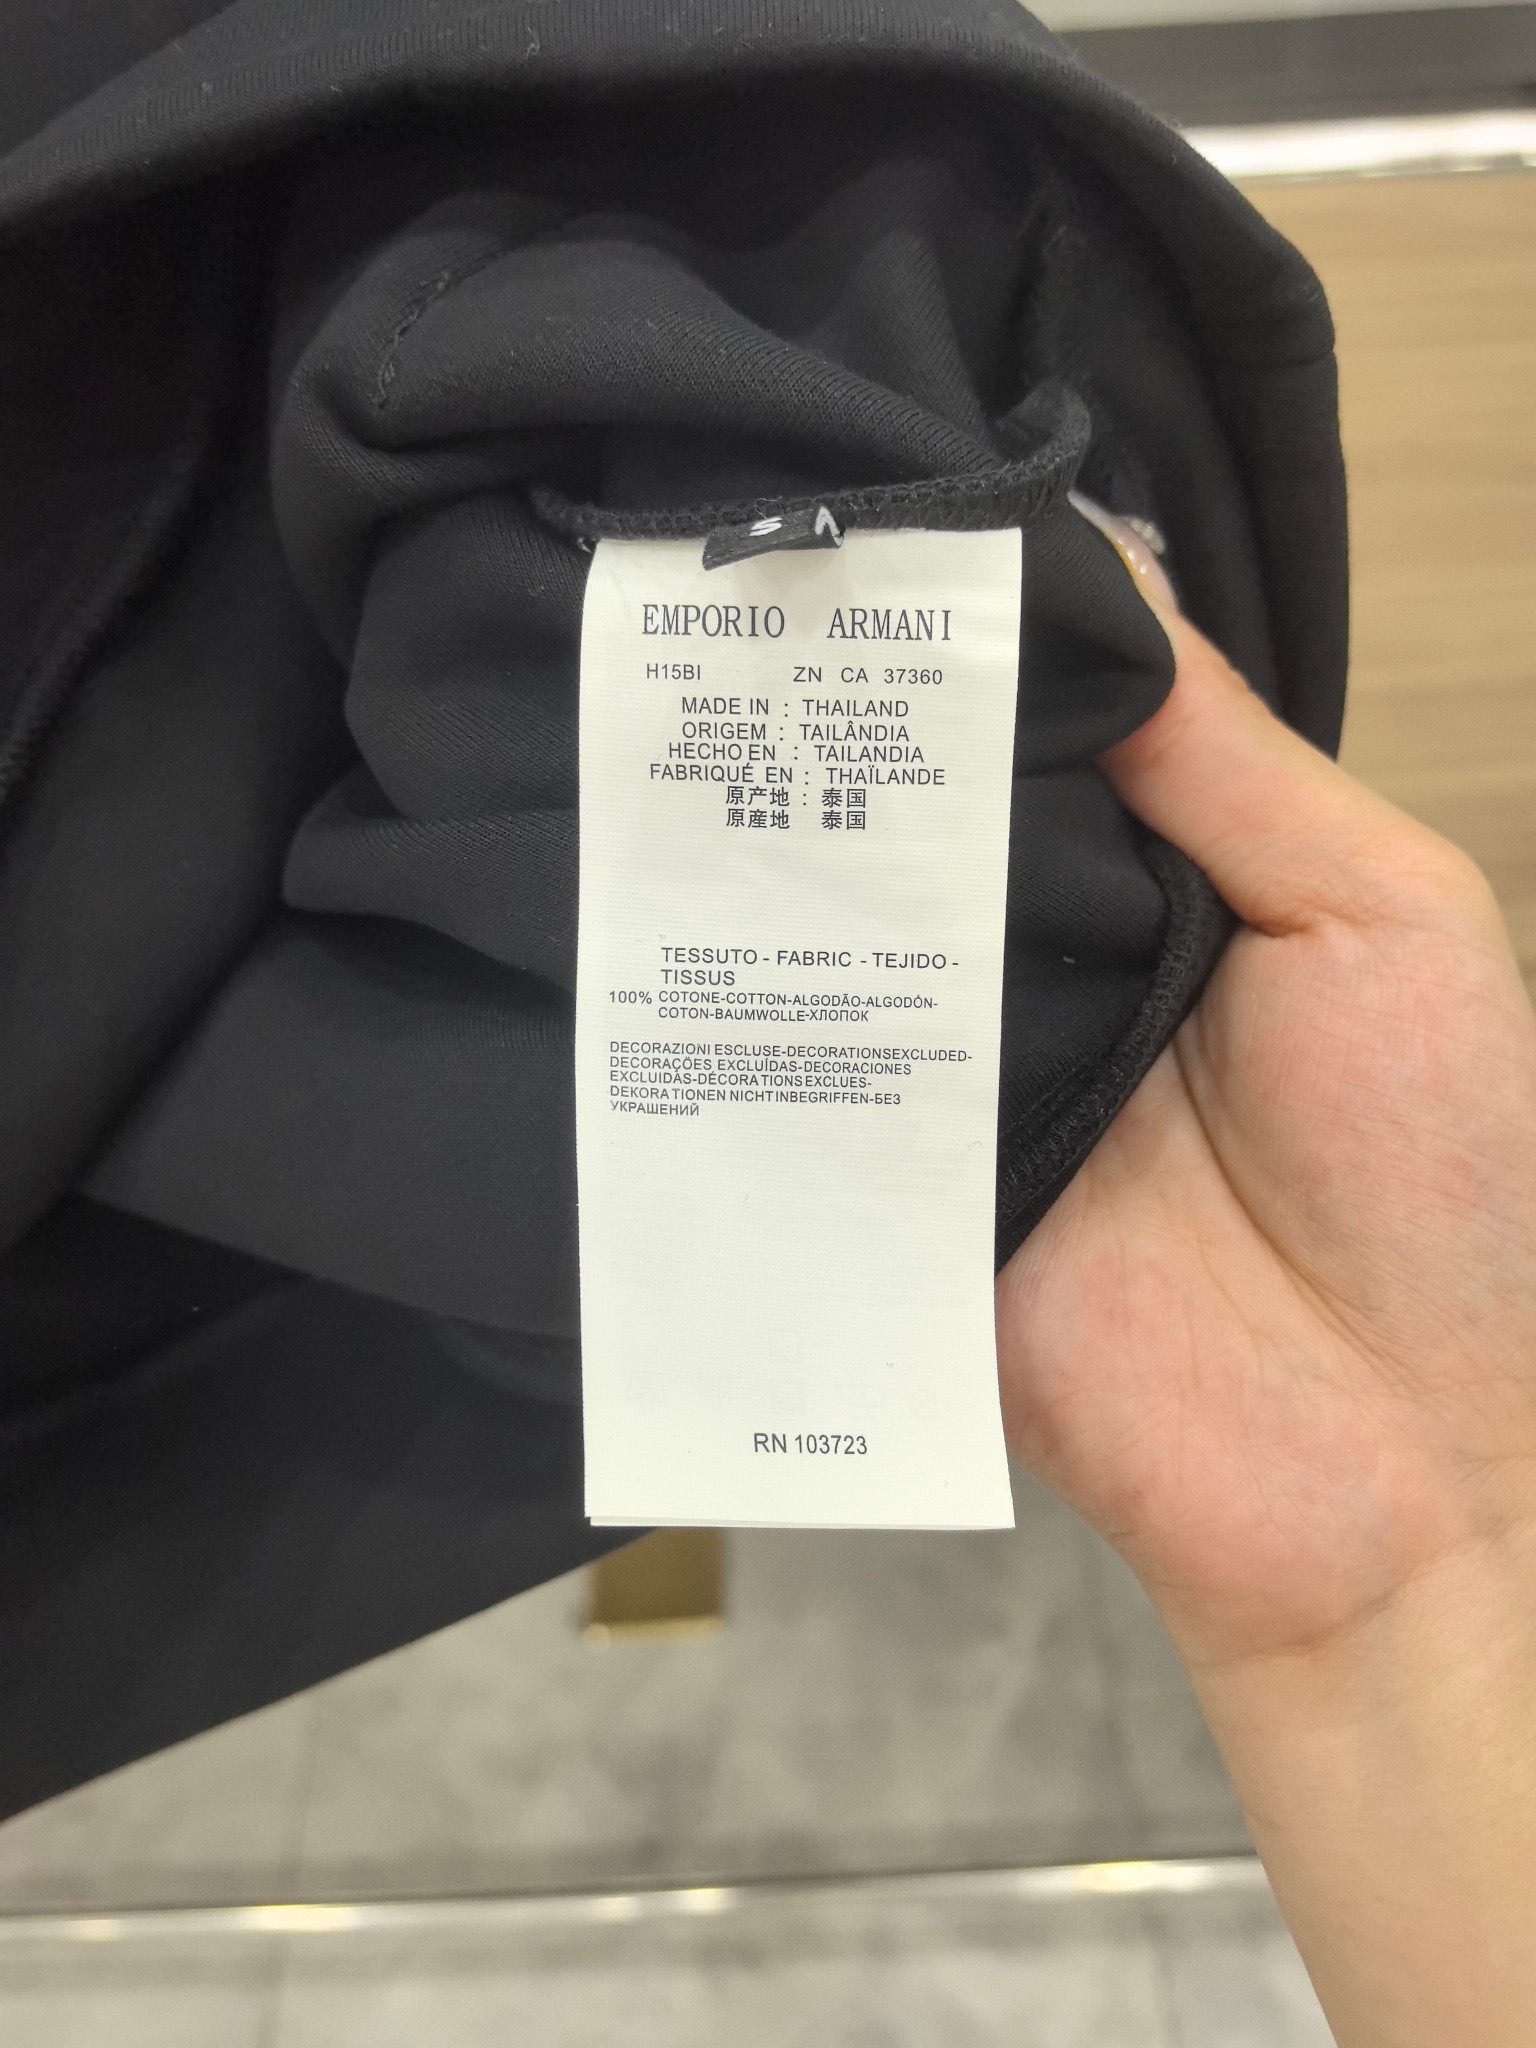 S
EMPORIO ARMANI
H15BI ZN CA 37360
MADE IN : THAILAND
ORIGEM : TAILÂNDIA
HECHO EN : TAILANDIA
FABRIQUÉ EN : THAÏLANDE
原产地 : 泰国
原産地 泰国
TESSUTO - FABRIC - TEJIDO -
TISSUS
100% COTONE-COTTON-ALGODÃO-ALGODÓN-
COTON-BAUMWOLLE-ХЛОПОК
DECORAZIONI ESCLUSE-DECORATIONSEXCLUDED-
DECORAÇÕES EXCLUÍDAS-DECORACIONES
EXCLUIDAS-DÉCORATIONS EXCLUES-
DEKORATIONEN NICHTINBEGRIFFEN-БЕЗ
УКРАШЕНИЙ
RN 103723